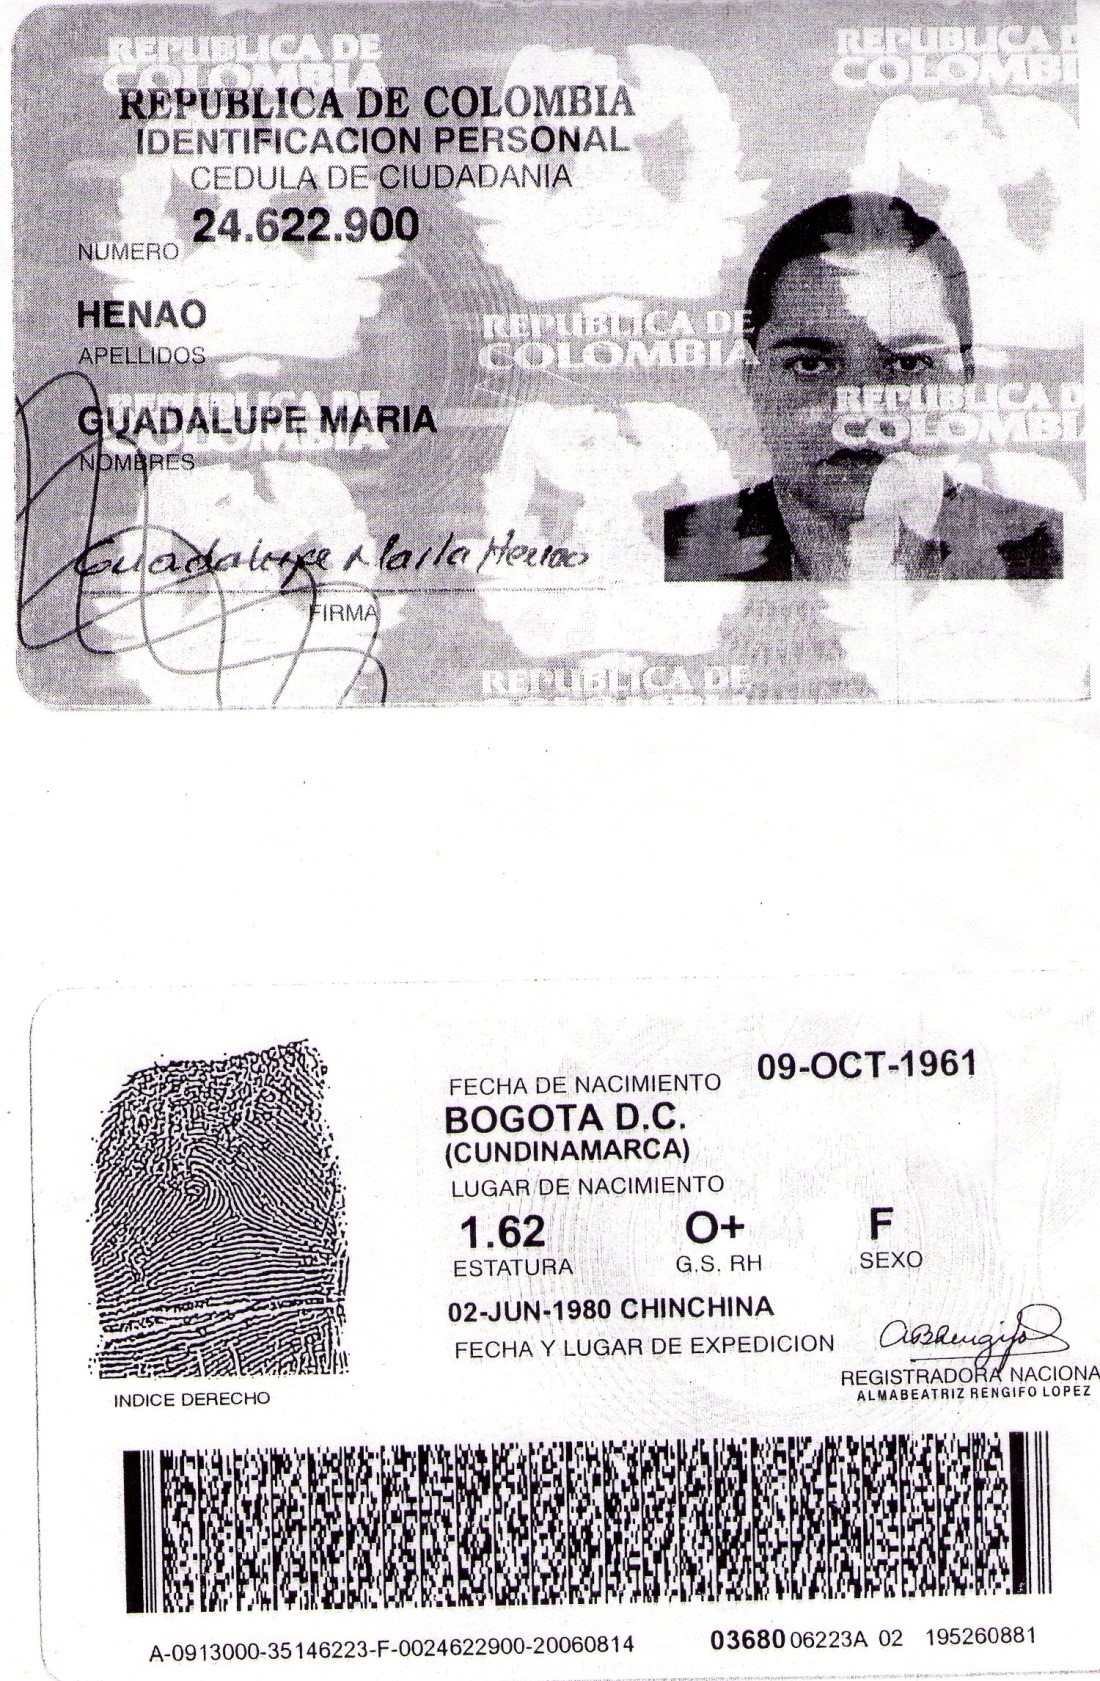 REPUBLICA DE COLOMBIA
IDENTIFICACION PERSONAL
CEDULA DE CIUDADANIA
NUMERO 24.622.900
HENAO
APELLIDOS
GUADALUPE MARIA
NOMBRES
Guadalupe Maria Henao
FIRMA
REPUBLICA DE
COLOMBIA
REPUBLICA DE
COLOMBIA
REPUBLICA DE
COLOMBIA
REPUBLICA D
COLOMBI
REPUBLICA D
COLOMBI
REPUBLICA DE
FECHA DE NACIMIENTO 09-OCT-1961
BOGOTA D.C.
(CUNDINAMARCA)
LUGAR DE NACIMIENTO
1.62 O+ F
ESTATURA G.S. RH SEXO
02-JUN-1980 CHINCHINA
FECHA Y LUGAR DE EXPEDICION
REGISTRADORA NACIONA
ALMABEATRIZ RENGIFO LOPEZ
INDICE DERECHO
A-0913000-35146223-F-0024622900-20060814 03680 06223A 02 195260881